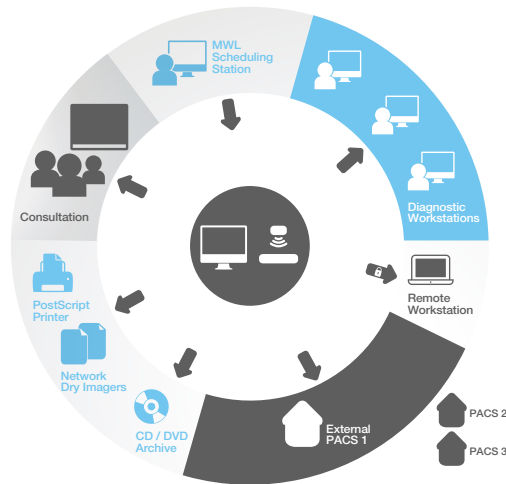 MWL
Scheduling
Station
Diagnostic
Workstations
Consultation
Remote
Workstation
PostScript
Printer
Network
Dry Imagers
CD / DVD
Archive
External
PACS 1
PACS 2
PACS 3